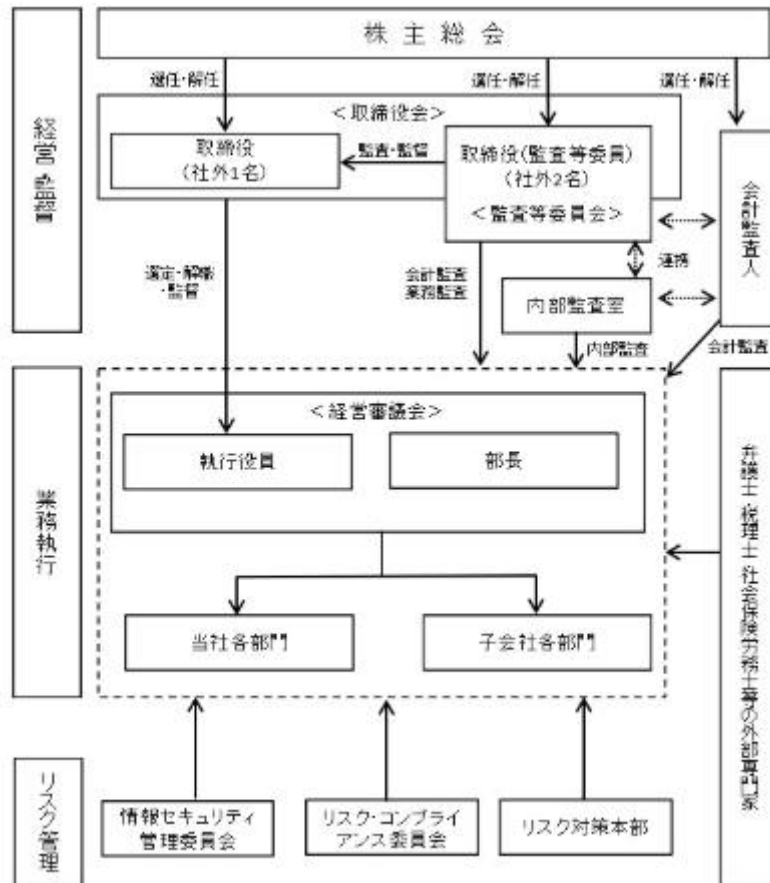 株主総会
選任・解任
選任・解任
選任・解任
経営・監督
＜取締役会＞
取締役
(社外1名)
監査・監督
取締役(監査等委員)
(社外2名)
＜監査等委員会＞
会計監査人
選定・解職
・監督
会計監査
業務監査
連携
内部監査室
内部監査
会計監査
業務執行
＜経営審議会＞
執行役員
部長
当社各部門
子会社各部門
弁護士・税理士・社会保険労務士等の外部専門家
リスク管理
情報セキュリティ
管理委員会
リスク・コンプライ
アンス委員会
リスク対策本部